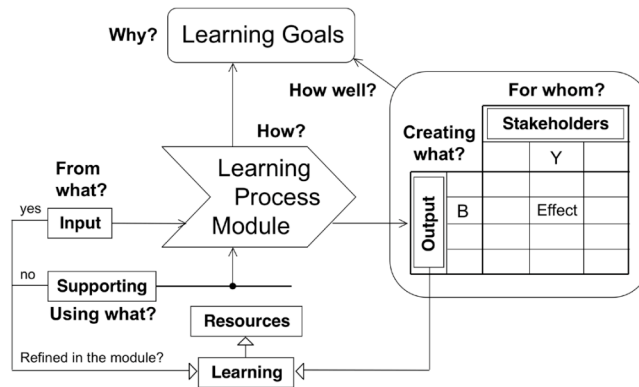 Why?
Learning Goals
How well?
For whom?
Stakeholders
Creating
what?
Y
How?
Learning
Process
Module
From
what?
yes
Input
Output
B
Effect
no
Supporting
Using what?
Resources
Refined in the module?
Learning